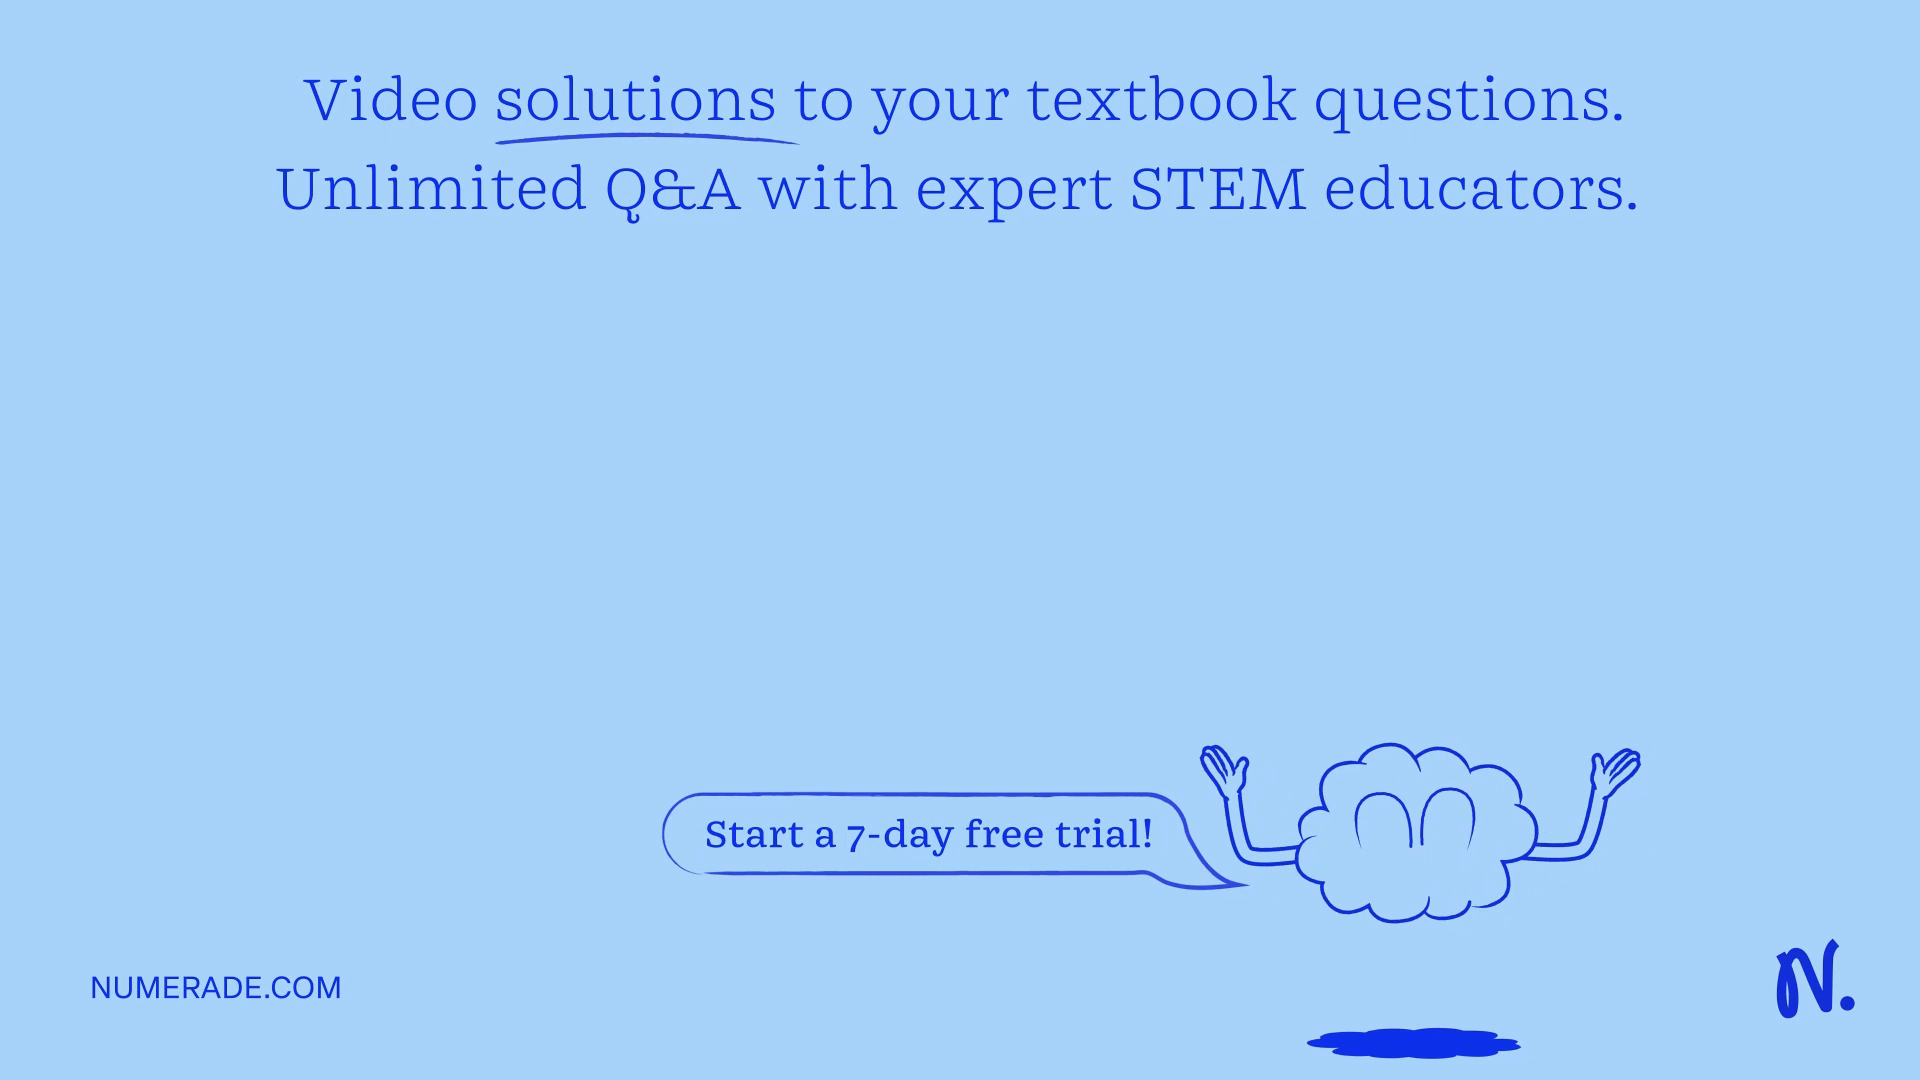 Video solutions to your textbook questions.
Unlimited Q&A with expert STEM educators.
Start a 7-day free trial!
NUMERADE.COM
N.